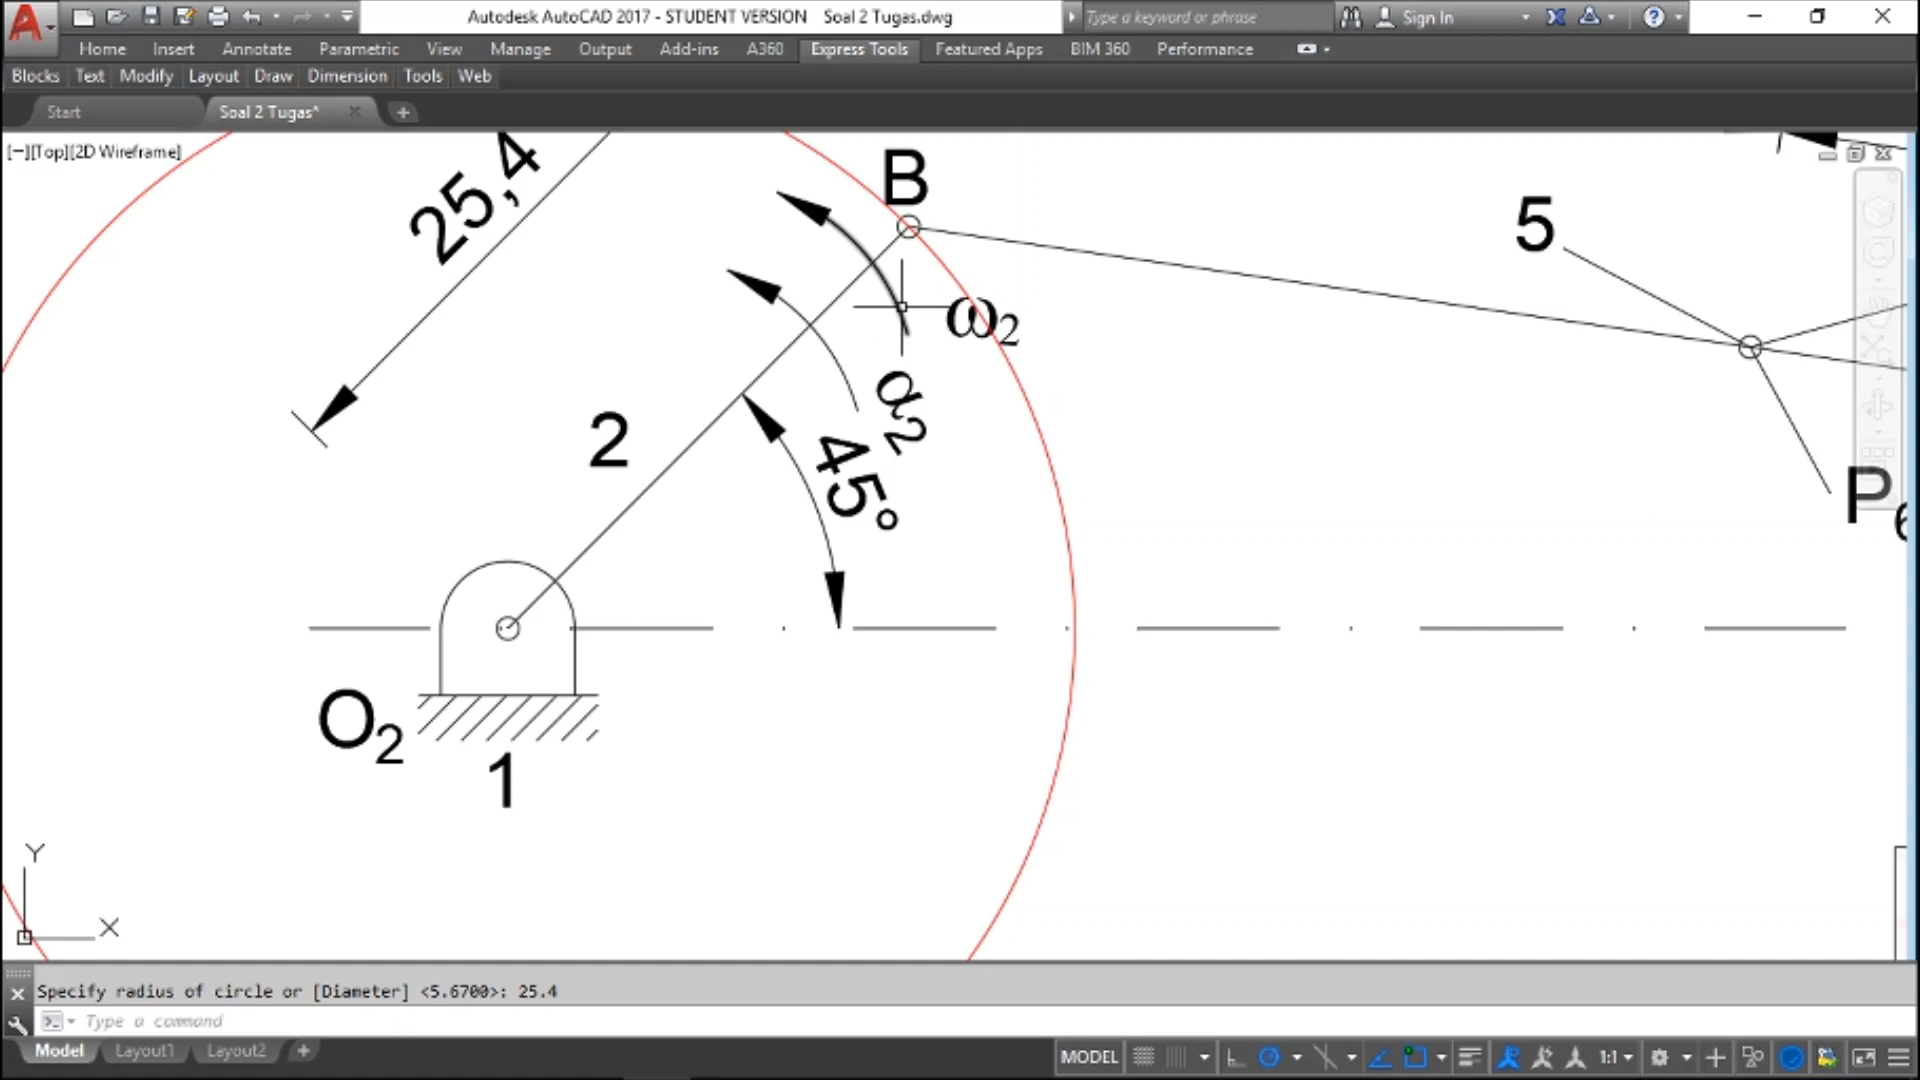 Autodesk AutoCAD 2017 - STUDENT VERSION Soal 2 Tugas.dwg
Type a keyword or phrase
Sign In
Home Insert Annotate Parametric View Manage Output Add-ins A360 Express Tools Featured Apps BIM 360 Performance
Blocks Text Modify Layout Draw Dimension Tools Web
Start Soal 2 Tugas*
[−][Top][2D Wireframe]
25,4
B
5
ω2
α2
2
45°
P6
O2
1
Y
X
Specify radius of circle or [Diameter] <5.6700>: 25.4
Type a command
Model Layout1 Layout2
MODEL 1:1